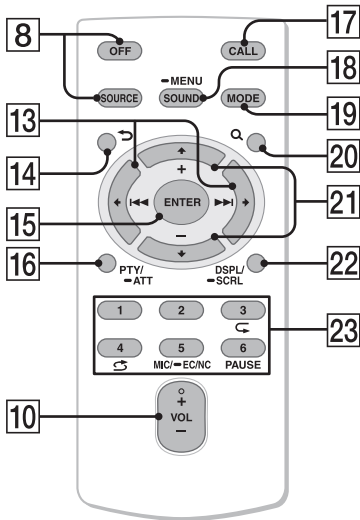 8 OFF CALL 17
MENU 18
SOURCE SOUND MODE 19
13
14 20
+
ENTER 21
15
−
16 PTY/ DSPL/ 22
ATT SCRL
1 2 3
23
4 5 6
MIC/ EC/NC PAUSE
+
10 VOL
−